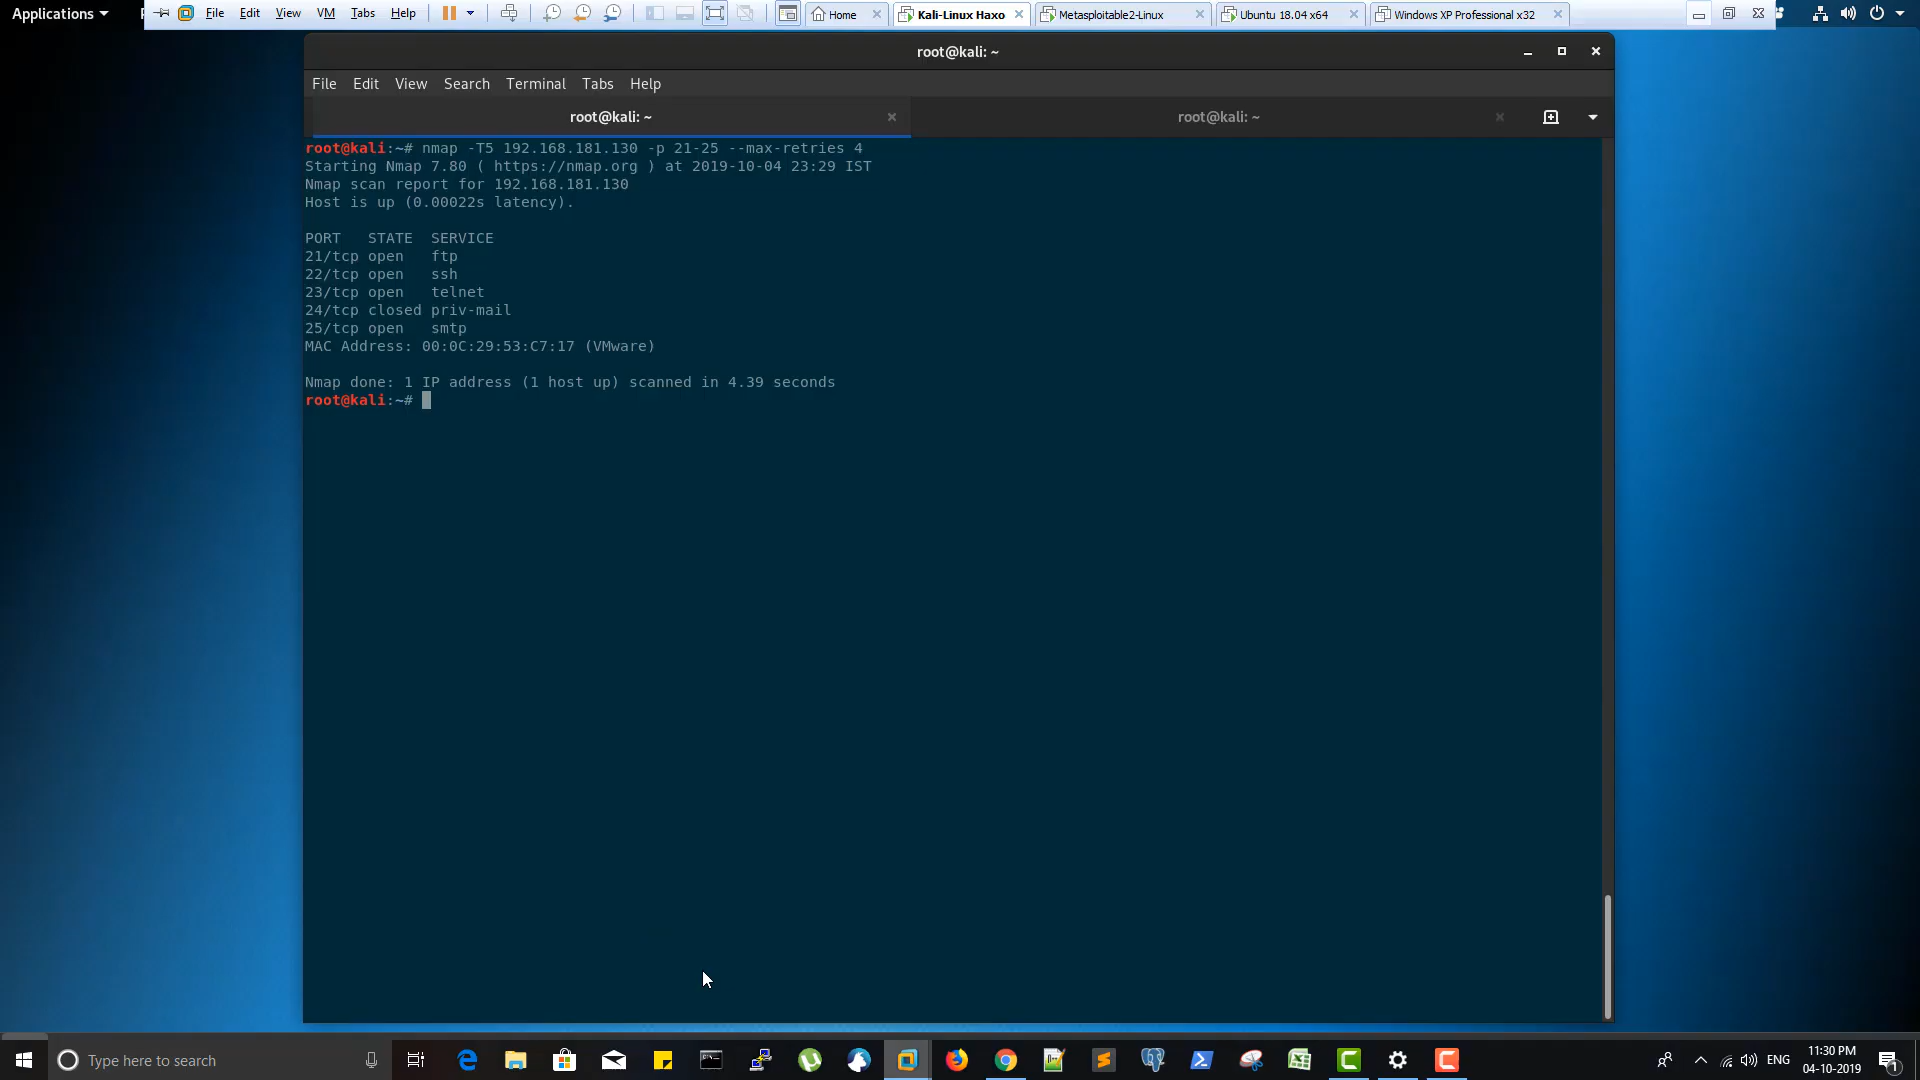 Applications
File Edit View VM Tabs Help
Home
Kali-Linux Haxo
Metasploitable2-Linux
Ubuntu 18.04 x64
Windows XP Professional x32
root@kali: ~
File Edit View Search Terminal Tabs Help
root@kali: ~
root@kali: ~
root@kali:~# nmap -T5 192.168.181.130 -p 21-25 --max-retries 4
Starting Nmap 7.80 ( https://nmap.org ) at 2019-10-04 23:29 IST
Nmap scan report for 192.168.181.130
Host is up (0.00022s latency).
PORT   STATE  SERVICE
21/tcp open   ftp
22/tcp open   ssh
23/tcp open   telnet
24/tcp closed priv-mail
25/tcp open   smtp
MAC Address: 00:0C:29:53:C7:17 (VMware)
Nmap done: 1 IP address (1 host up) scanned in 4.39 seconds
root@kali:~#
Type here to search
ENG
11:30 PM
04-10-2019
1